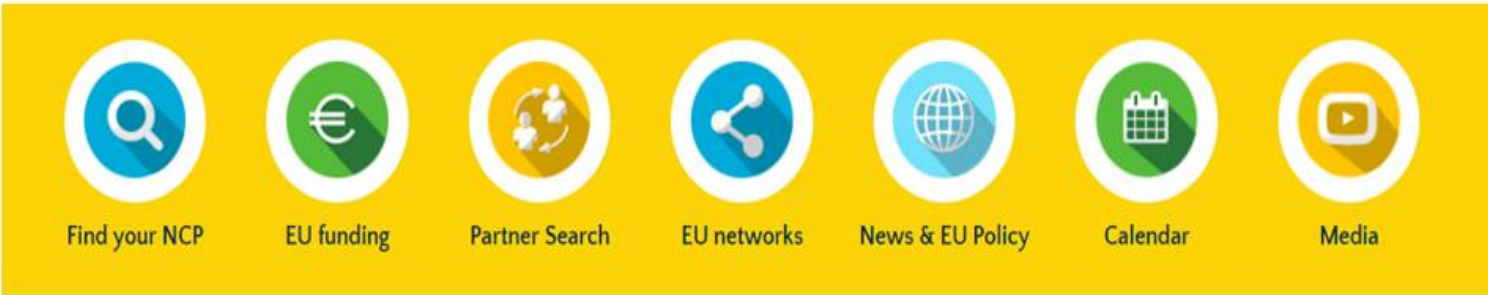 Find your NCP
EU funding
Partner Search
EU networks
News & EU Policy
Calendar
Media